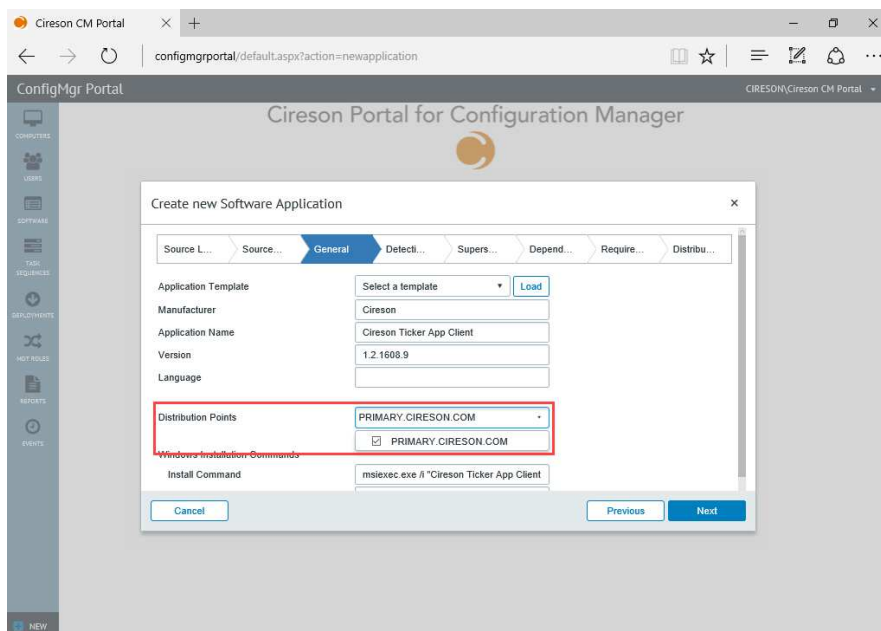 Cireson CM Portal
configmgrportal/default.aspx?action=newapplication
ConfigMgr Portal
CIRESON\Cireson CM Portal
Cireson Portal for Configuration Manager
COMPUTERS
USERS
SOFTWARE
TASK
SEQUENCES
DEPLOYMENTS
MGT ROLES
REPORTS
EVENTS
NEW
Create new Software Application
Source L...
Source...
General
Detecti...
Supers...
Depend...
Require...
Distribu...
Application Template
Select a template
Load
Manufacturer
Cireson
Application Name
Cireson Ticker App Client
Version
1.2.1608.9
Language
Distribution Points
PRIMARY.CIRESON.COM
PRIMARY.CIRESON.COM
Windows Installation Commands
Install Command
msiexec.exe /i "Cireson Ticker App Client
Cancel
Previous
Next